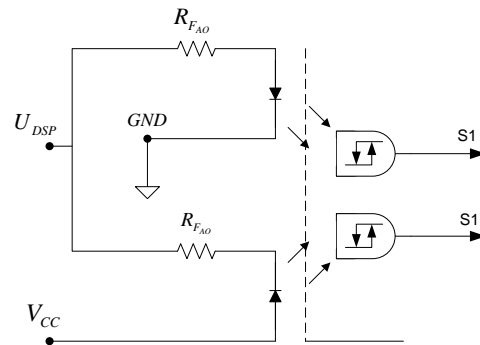 R_{F_{AO}}
GND
U_{DSP}
S1
S1
R_{F_{AO}}
V_{CC}